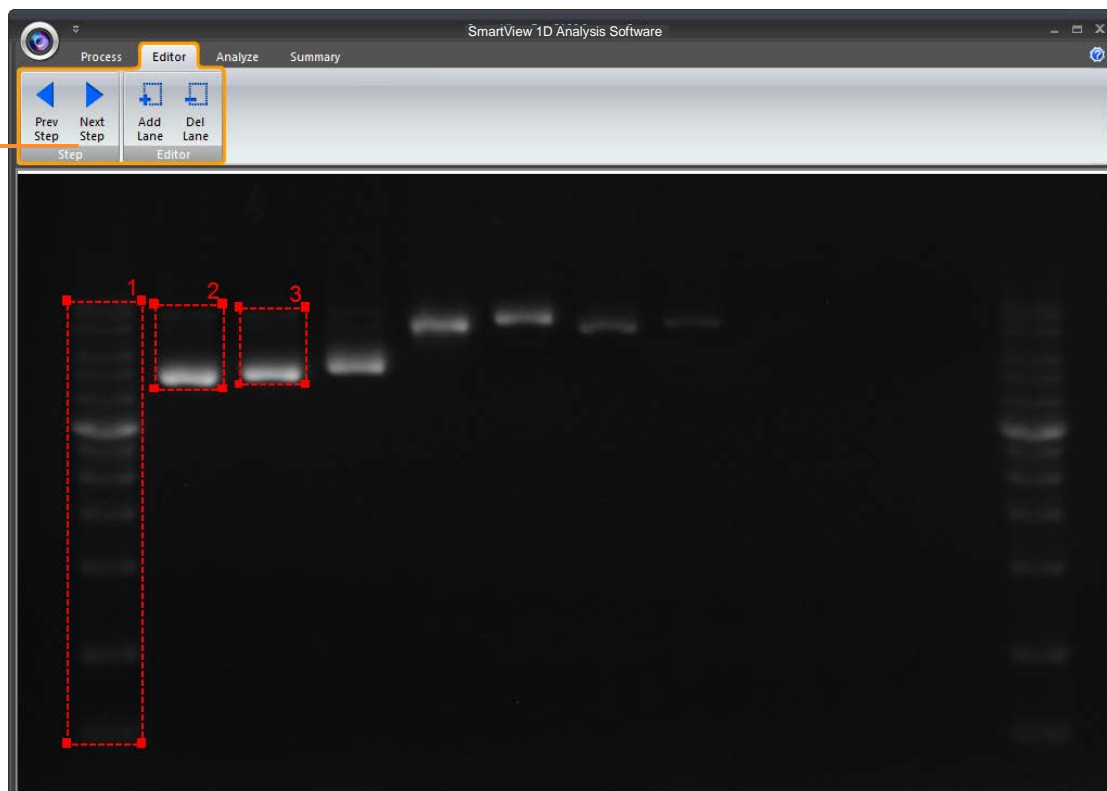 SmartView 1D Analysis Software
Process Editor Analyze Summary
Prev Step
Next Step
Add Lane
Del Lane
Step
Editor
1
2
3